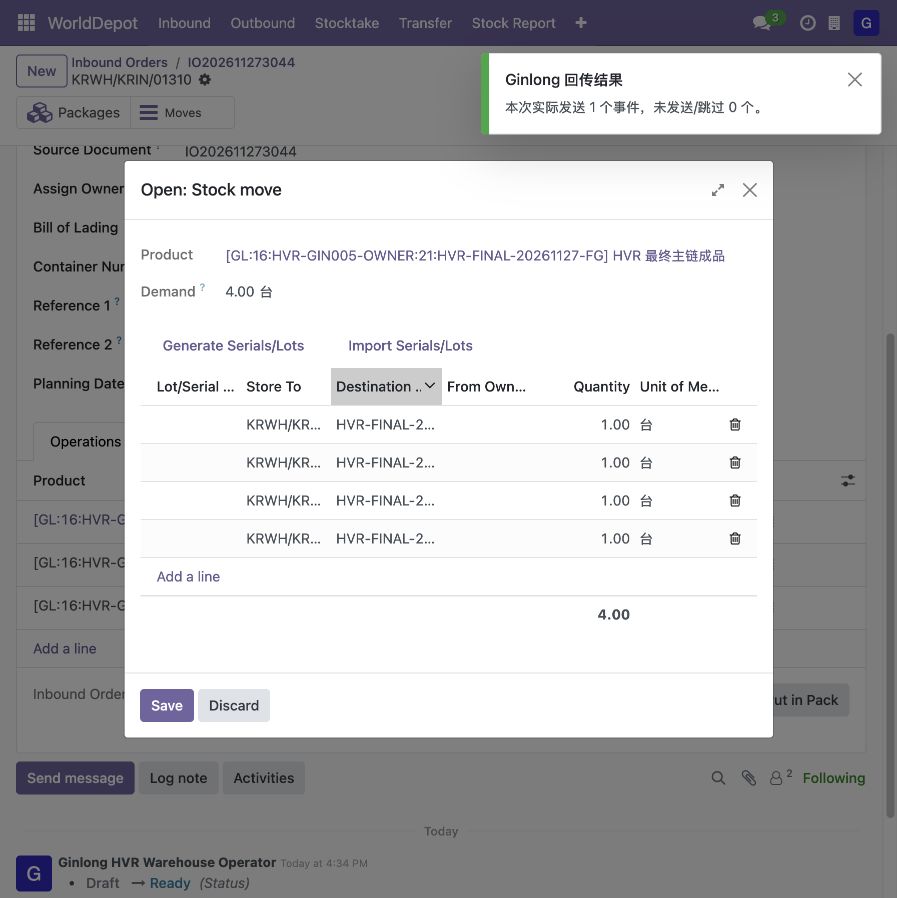 WorldDepot Inbound Outbound Stocktake Transfer Stock Report + 3 G
New Inbound Orders / IO202611273044
KRWH/KRIN/01310
Ginlong 回传结果
本次实际发送 1 个事件，未发送/跳过 0 个。
Packages Moves
Source Document ? IO202611273044
Assign Owner
Bill of Lading
Container Nur
Reference 1 ?
Reference 2 ?
Planning Date
Operations
Product
[GL:16:HVR-G
[GL:16:HVR-G
[GL:16:HVR-G
Add a line
Inbound Order
ut in Pack
Open: Stock move
Product [GL:16:HVR-GIN005-OWNER:21:HVR-FINAL-20261127-FG] HVR 最终主链成品
Demand ? 4.00 台
Generate Serials/Lots Import Serials/Lots
Lot/Serial ... Store To Destination .. From Own... Quantity Unit of Me...
KRWH/KR... HVR-FINAL-2... 1.00 台
KRWH/KR... HVR-FINAL-2... 1.00 台
KRWH/KR... HVR-FINAL-2... 1.00 台
KRWH/KR... HVR-FINAL-2... 1.00 台
Add a line
4.00
Save Discard
Send message Log note Activities 2 Following
Today
G Ginlong HVR Warehouse Operator Today at 4:34 PM
• Draft → Ready (Status)